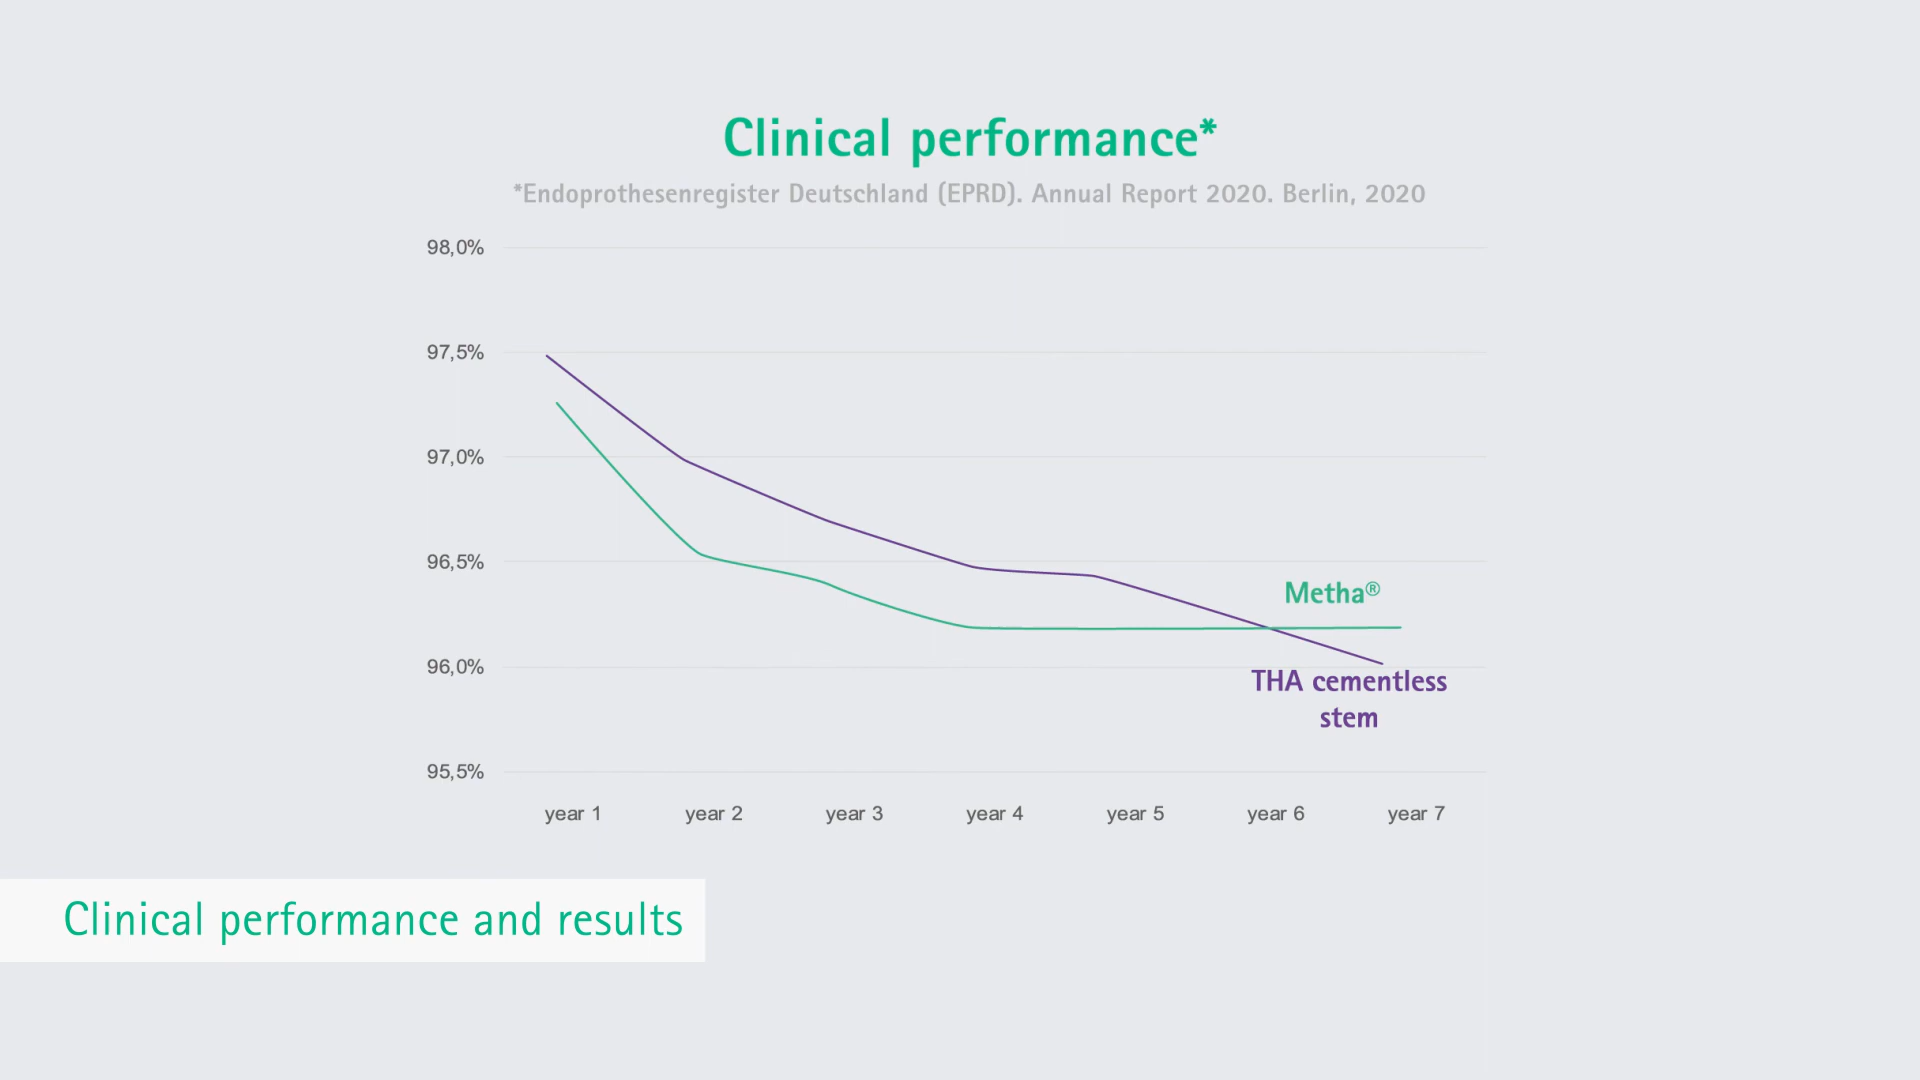 Clinical performance*
*Endoprothesenregister Deutschland (EPRD). Annual Report 2020. Berlin, 2020
98,0%
97,5%
97,0%
96,5%
Metha®
96,0%
THA cementless
stem
95,5%
year 1 year 2 year 3 year 4 year 5 year 6 year 7
Clinical performance and results